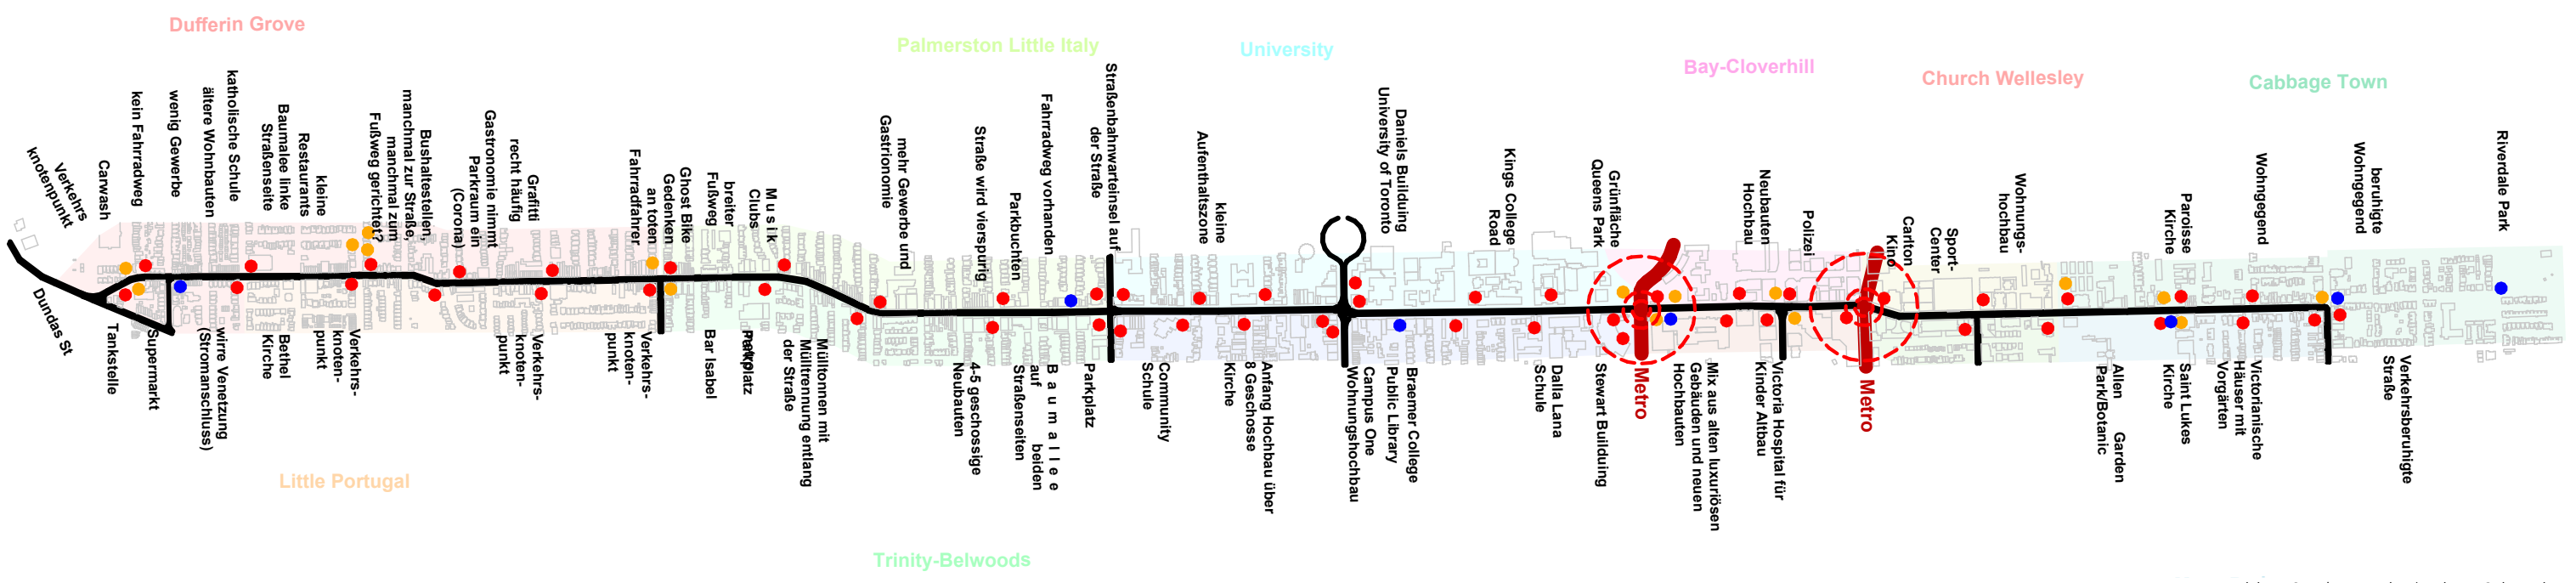 Dufferin Grove
Palmerston Little Italy
University
Bay-Cloverhill
Church Wellesley
Cabbage Town
Verkehrs
knotenpunkt
Carwash
kein Fahrradweg
wenig Gewerbe
ältere Wohnbauten
katholische Schule
Baumalee linke
Straßenseite
kleine
Restaurants
Bushaltestellen,
manchmal zur Straße,
manchmal zum
Fußweg gerichtet?
Gastronomie nimmt
Parkraum ein
(Corona)
Grafitti
recht häufig
Ghost Bike
Gedenken
an toten
Fahrradfahrer
breiter
Fußweg
Musik
Clubs
mehr Gewerbe und
Gastrionomie
Straße wird vierspurig
Parkbuchten
Fahrradweg vorhanden
Straßenbahnwarteinsel auf
der Straße
kleine
Aufenthaltszone
Daniels Builduing
University of Toronto
Kings College
Road
Grünfläche
Queens Park
Neubauten
Hochbau
Polizei
Carlton
Kino
Sport-
Center
Wohnungs-
hochbau
Paroisse
Kirche
Wohngegend
beruhigte
Wohngegend
Riverdale Park
Dundas St
Tankstelle
Supermarkt
wirre Venetzung
(Stromanschluss)
Bethel
Kirche
Verkehrs-
knoten-
punkt
Verkehrs-
knoten-
punkt
Verkehrs-
knoten-
punkt
Bar Isabel
Mülltonnen mit
Mülltrennung entlang
der Straße
4-5 geschossige
Neubauten
Baumallee
auf beiden
Straßenseiten
Parkplatz
Community
Schule
Kirche
Anfang Hochbau über
8 Geschosse
Campus One
Wohnungshochbau
Braemer College
Public Library
Dalla Lana
Schule
Stewart Builduing
Metro
Mix aus alten luxuriösen
Gebäuden und neuen
Hochbauten
Victoria Hospital für
Kinder Altbau
Metro
Allen Garden
Park/Botanic
Saint Lukes
Kirche
Victorianische
Häuser mit
Vorgärten
Verkehrsberuhigte
Straße
Little Portugal
Trinity-Belwoods